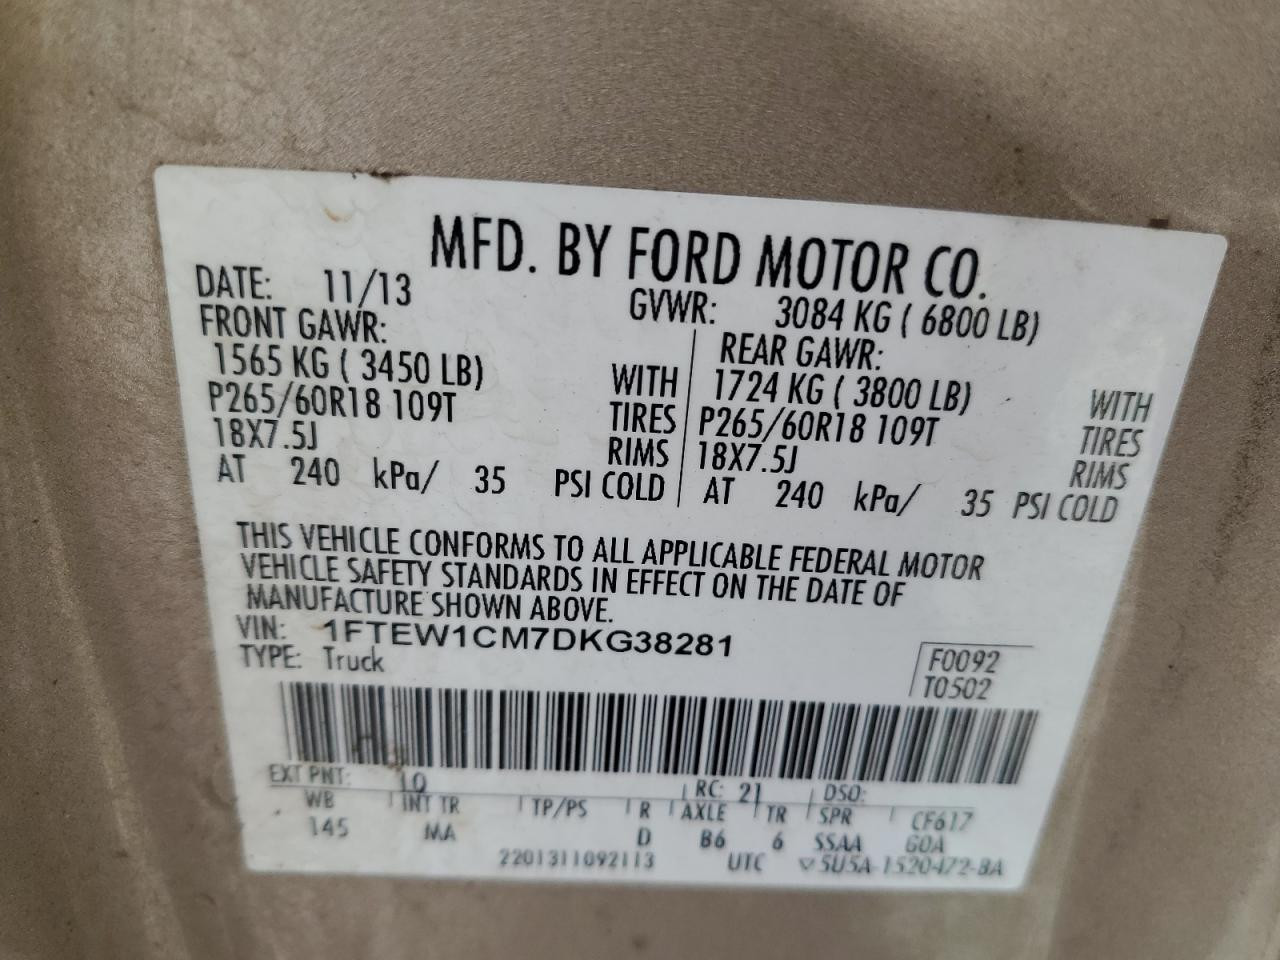 MFD. BY FORD MOTOR CO.
DATE: 11/13 GVWR: 3084 KG ( 6800 LB)
FRONT GAWR: REAR GAWR:
1565 KG ( 3450 LB) WITH 1724 KG ( 3800 LB) WITH
P265/60R18 109T TIRES P265/60R18 109T TIRES
18X7.5J RIMS 18X7.5J RIMS
AT 240 kPa/ 35 PSI COLD AT 240 kPa/ 35 PSI COLD
THIS VEHICLE CONFORMS TO ALL APPLICABLE FEDERAL MOTOR
VEHICLE SAFETY STANDARDS IN EFFECT ON THE DATE OF
MANUFACTURE SHOWN ABOVE.
VIN: 1FTEW1CM7DKG38281
TYPE: Truck F0092
T0502
EXT PNT: RC: 21 DSO:
WB INT TR TP/PS R AXLE TR SPR CF617
145 MA D B6 6 SSAA GOA
2201311092113 UTC ▽5U5A-1520472-BA